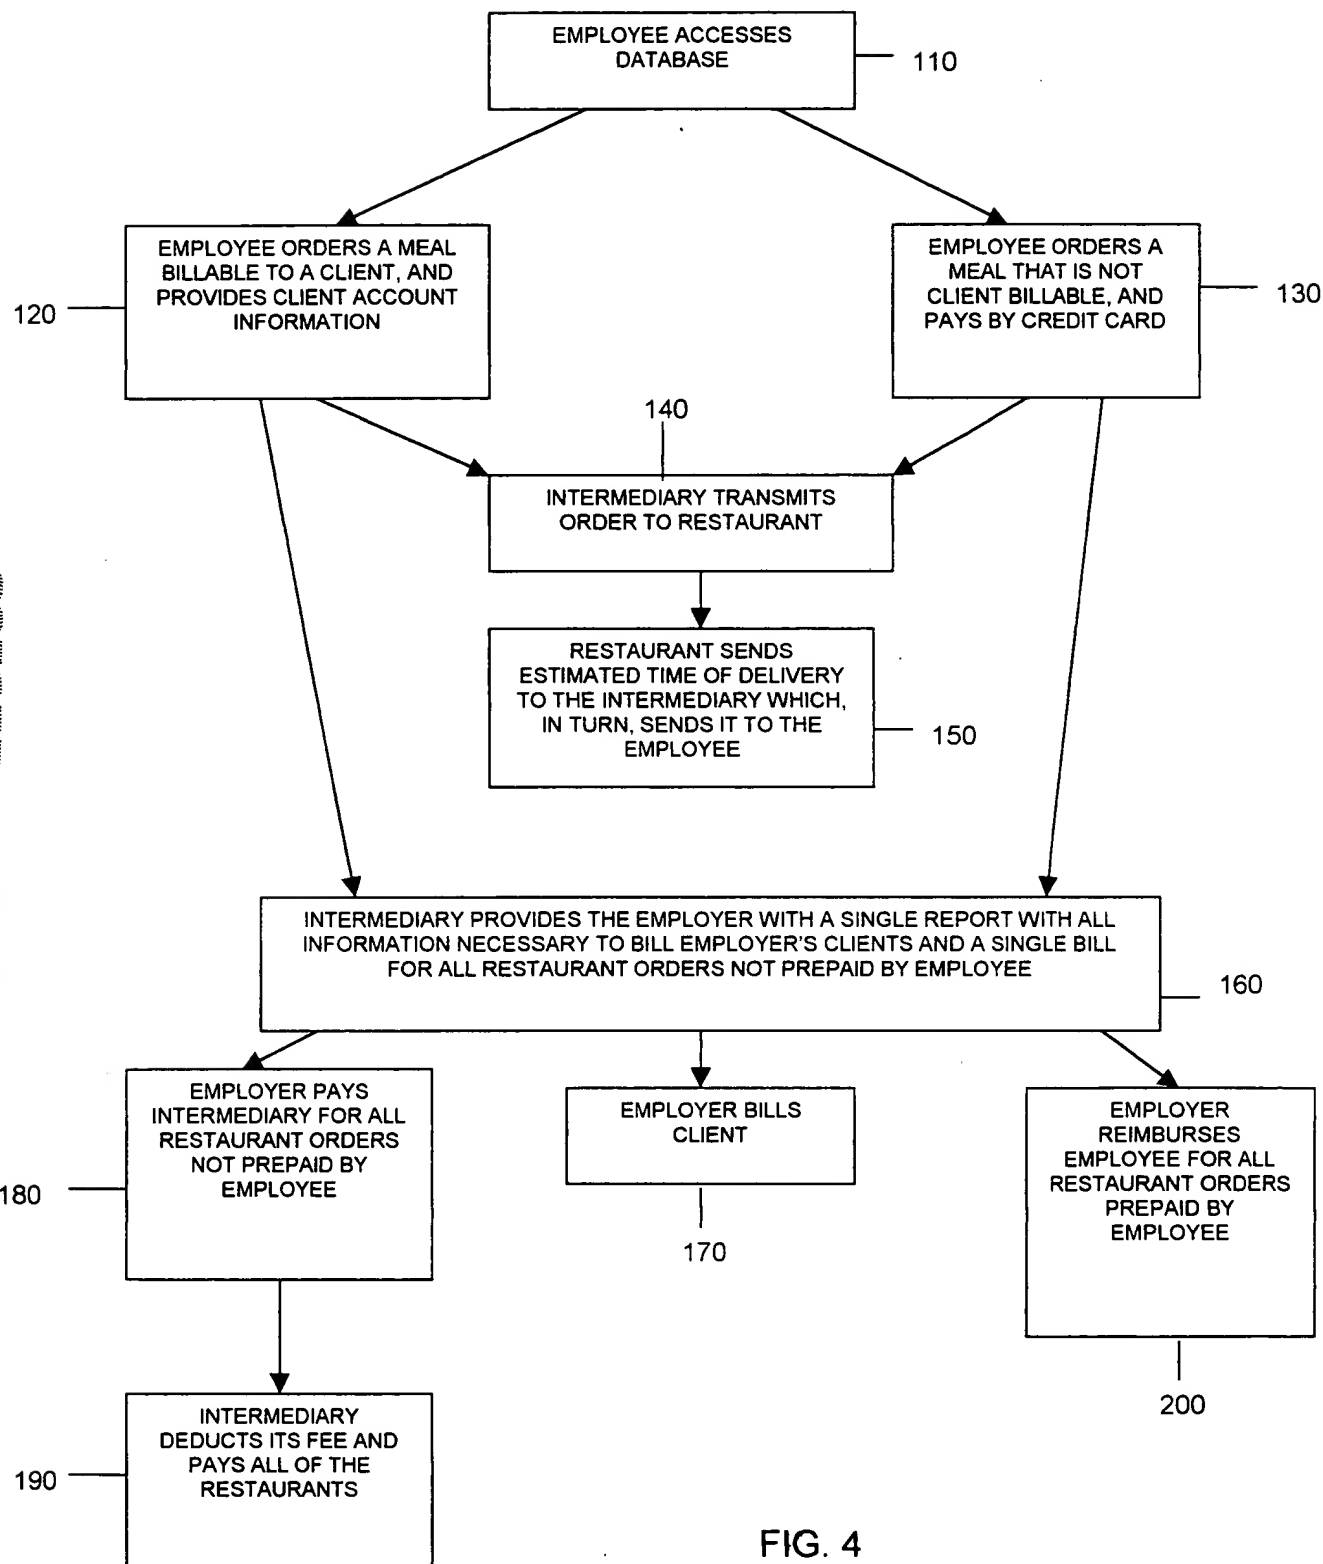 EMPLOYEE ACCESSES
DATABASE
110
EMPLOYEE ORDERS A MEAL
BILLABLE TO A CLIENT, AND
PROVIDES CLIENT ACCOUNT
INFORMATION
120
EMPLOYEE ORDERS A
MEAL THAT IS NOT
CLIENT BILLABLE, AND
PAYS BY CREDIT CARD
130
140
INTERMEDIARY TRANSMITS
ORDER TO RESTAURANT
RESTAURANT SENDS
ESTIMATED TIME OF DELIVERY
TO THE INTERMEDIARY WHICH,
IN TURN, SENDS IT TO THE
EMPLOYEE
150
INTERMEDIARY PROVIDES THE EMPLOYER WITH A SINGLE REPORT WITH ALL
INFORMATION NECESSARY TO BILL EMPLOYER'S CLIENTS AND A SINGLE BILL
FOR ALL RESTAURANT ORDERS NOT PREPAID BY EMPLOYEE
160
EMPLOYER PAYS
INTERMEDIARY FOR ALL
RESTAURANT ORDERS
NOT PREPAID BY
EMPLOYEE
180
EMPLOYER BILLS
CLIENT
170
EMPLOYER
REIMBURSES
EMPLOYEE FOR ALL
RESTAURANT ORDERS
PREPAID BY
EMPLOYEE
200
INTERMEDIARY
DEDUCTS ITS FEE AND
PAYS ALL OF THE
RESTAURANTS
190
FIG. 4